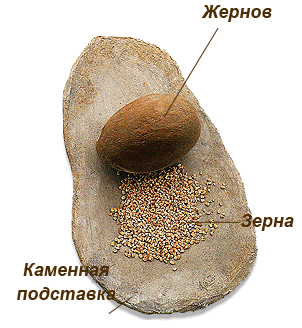 Жернов
Зерна
Каменная
подставка